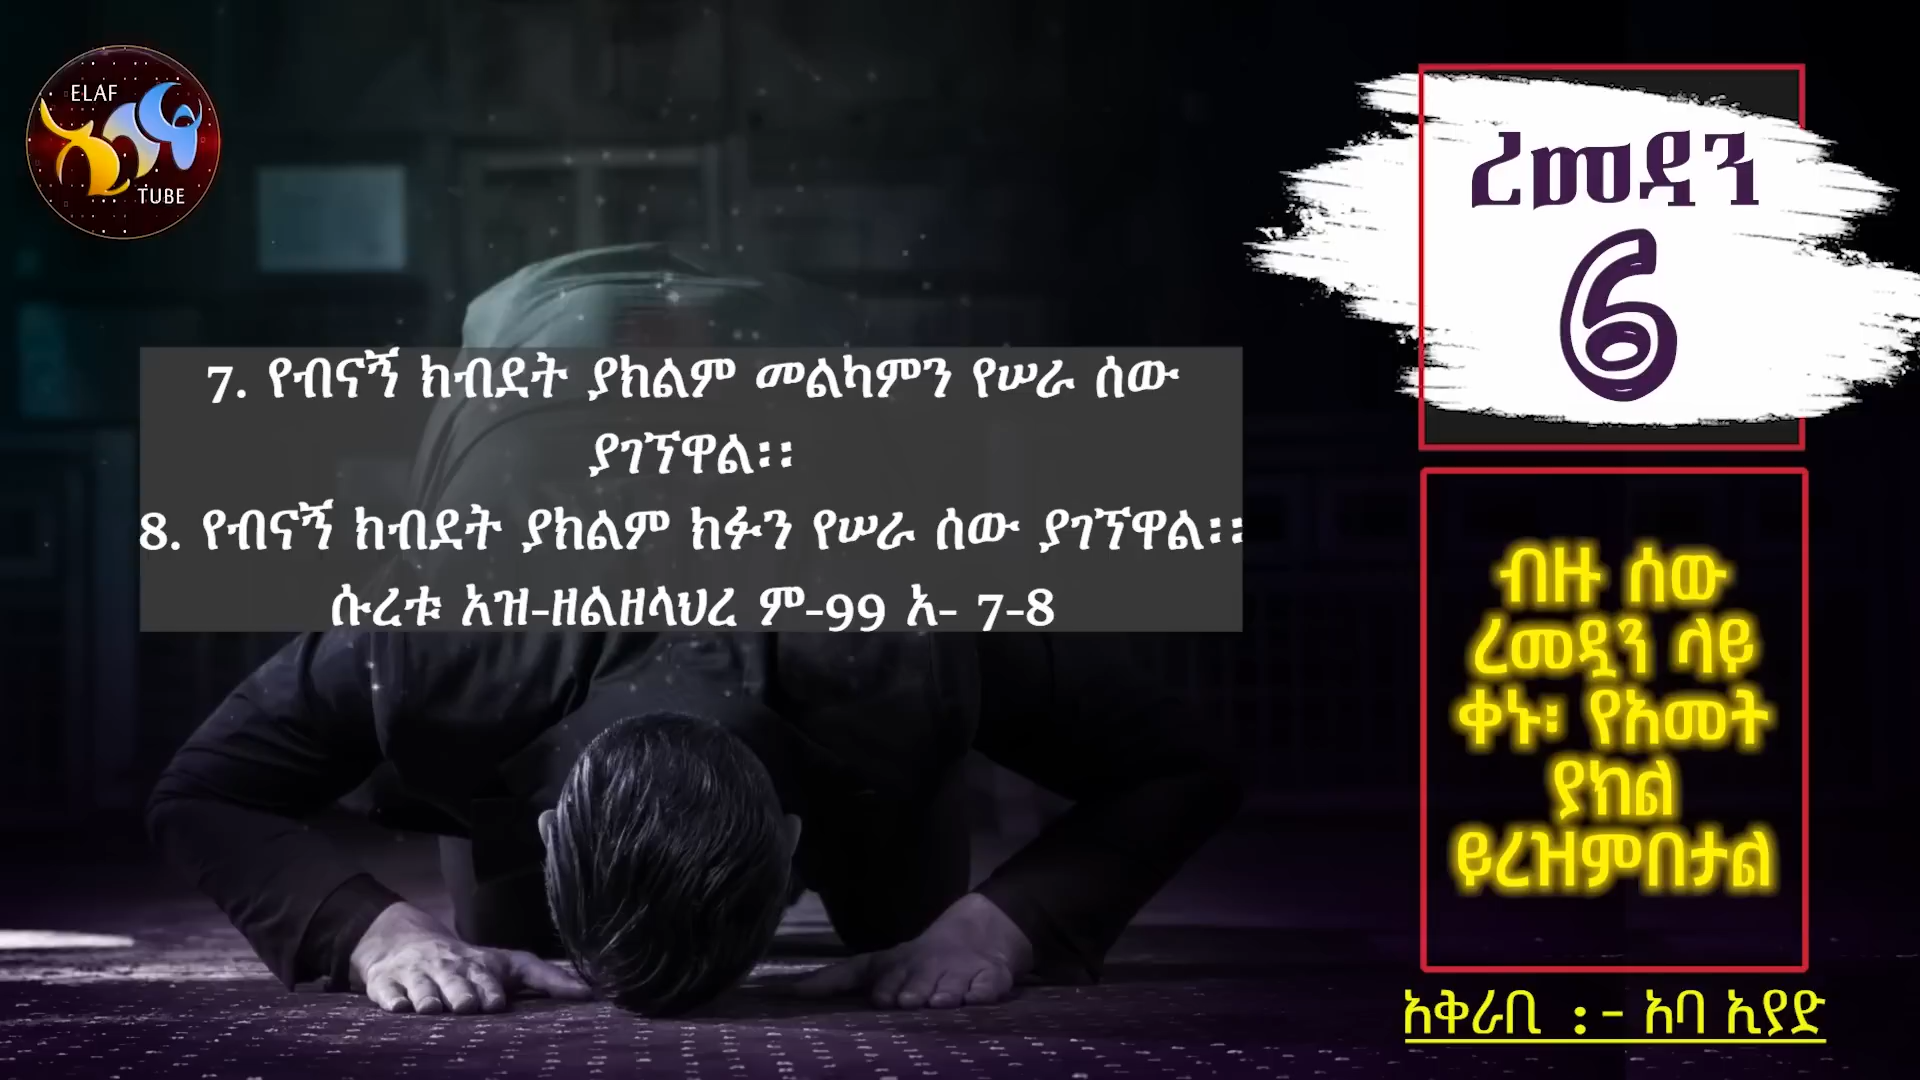 ELAF
TUBE
7. የብናኝ ክብደት ያክልም መልካምን የሠራ ሰው
ያገኘዋል፡፡
8. የብናኝ ክብደት ያክልም ክፉን የሠራ ሰው ያገኘዋል፡፡
ሱረቱ አዝ-ዘልዘላህረ ም-99 አ- 7-8
ረመዳን
6
ብዙ ሰው
ረመዷን ላይ
ቀኑ፣ የአመት
ያክል
ይረዝምበታል
አቅራቢ :- አባ ኢያድ